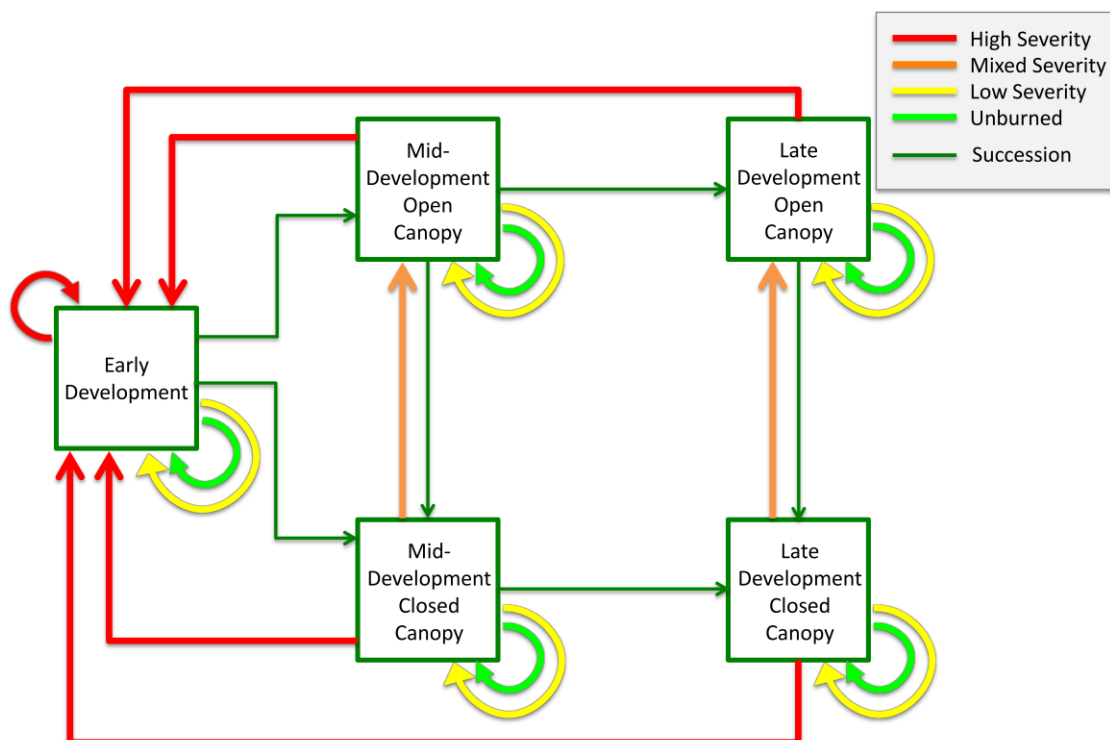 High Severity
Mixed Severity
Low Severity
Unburned
Succession
Mid-
Development
Open
Canopy
Late
Development
Open
Canopy
Early
Development
Mid-
Development
Closed
Canopy
Late
Development
Closed
Canopy